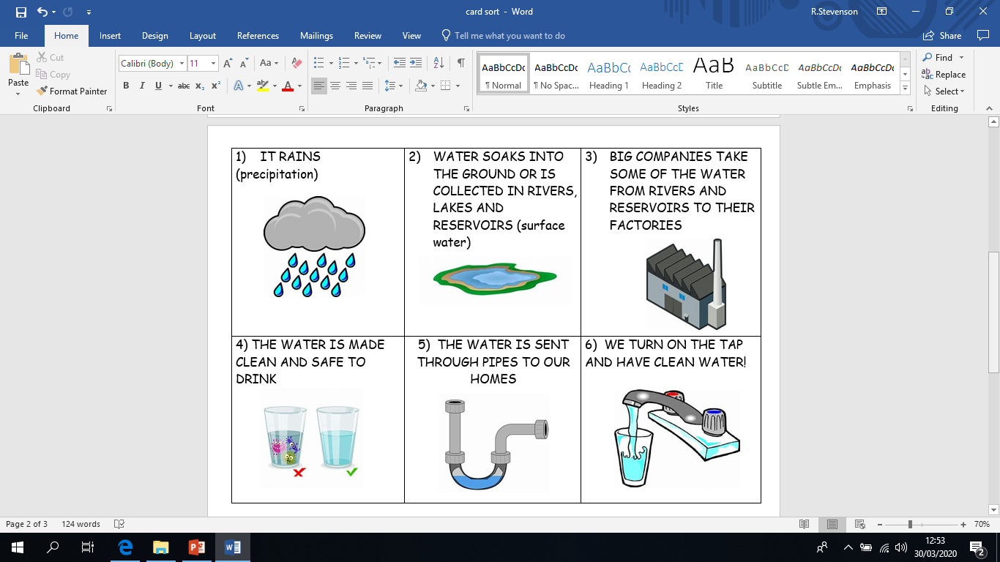 card sort - Word
R.Stevenson
File Home Insert Design Layout References Mailings Review View Tell me what you want to do Share
Paste
Cut
Copy
Format Painter
Clipboard
Calibri (Body) 11
Font
Paragraph
AaBbCcDc AaBbCcDc AaBbCc AaBbCcD AaB AaBbCcD AaBbCcDc AaBbCcDc
¶ Normal ¶ No Spac... Heading 1 Heading 2 Title Subtitle Subtle Em... Emphasis
Styles
Find
Replace
Select
Editing
1) IT RAINS
(precipitation)
2) WATER SOAKS INTO
THE GROUND OR IS
COLLECTED IN RIVERS,
LAKES AND
RESERVOIRS (surface
water)
3) BIG COMPANIES TAKE
SOME OF THE WATER
FROM RIVERS AND
RESERVOIRS TO THEIR
FACTORIES
4) THE WATER IS MADE
CLEAN AND SAFE TO
DRINK
5) THE WATER IS SENT
THROUGH PIPES TO OUR
HOMES
6) WE TURN ON THE TAP
AND HAVE CLEAN WATER!
Page 2 of 3 124 words
70%
12:53
30/03/2020
2